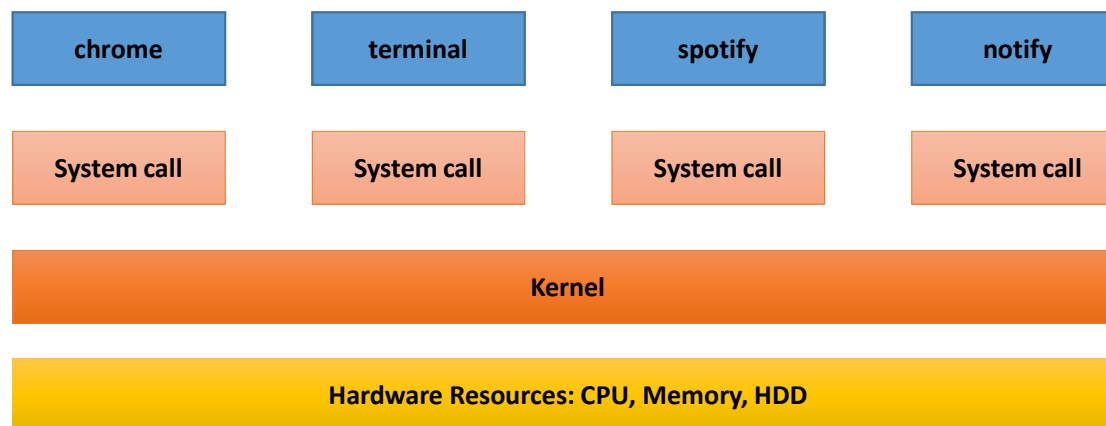 chrome terminal spotify notify
System call System call System call System call
Kernel
Hardware Resources: CPU, Memory, HDD